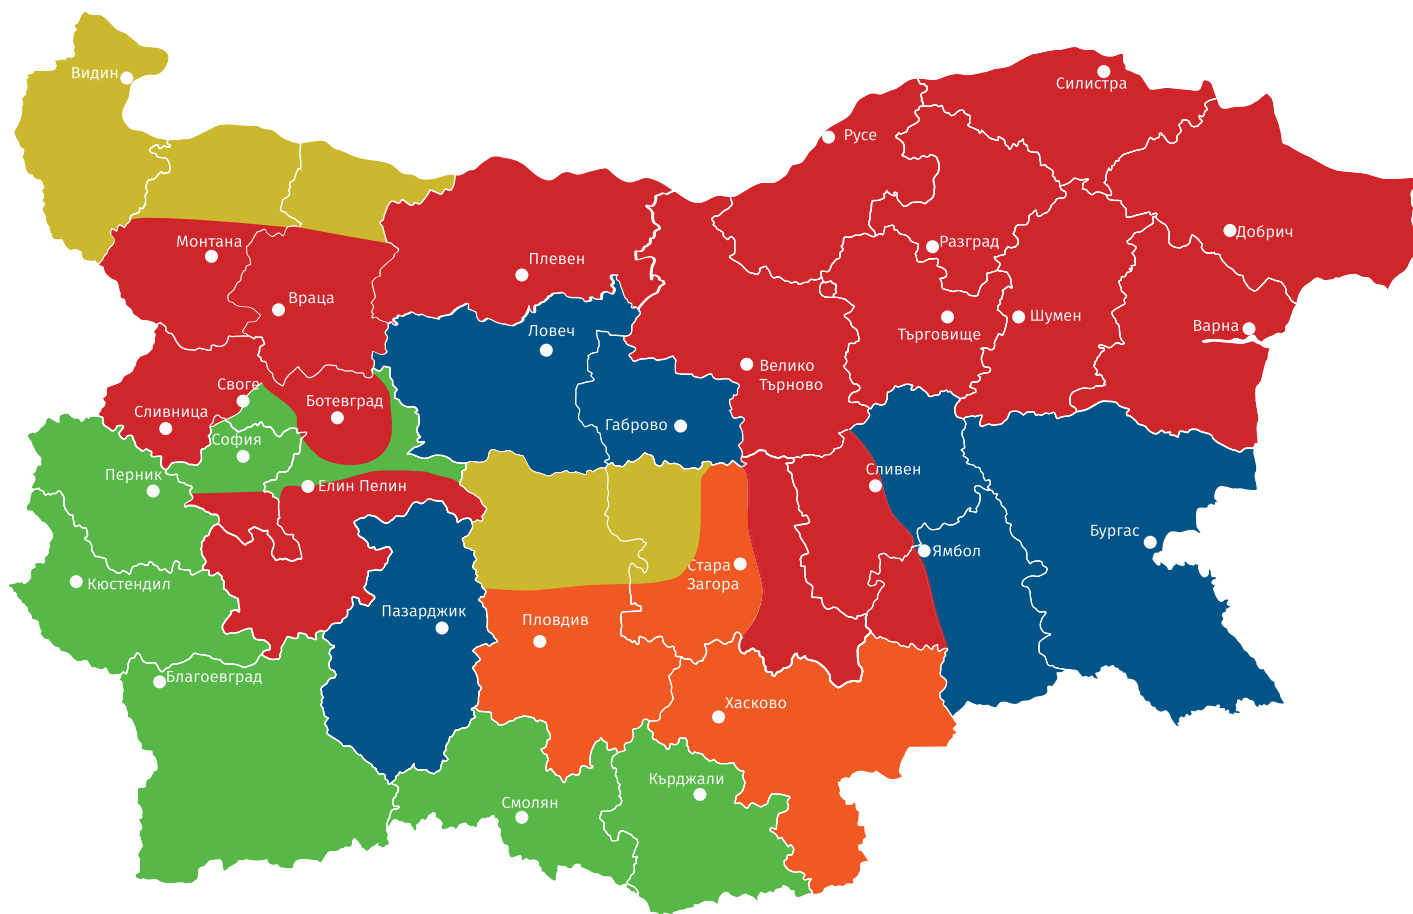 Видин
Силистра
Русе
Добрич
Монтана
Разград
Плевен
Враца
Шумен
Варна
Търговище
Ловеч
Велико
Търново
Своге
Ботевград
Сливница
Габрово
София
Сливен
Перник
Елин Пелин
Бургас
Ямбол
Стара
Загора
Кюстендил
Пазарджик
Пловдив
Благоевград
Хасково
Кърджали
Смолян